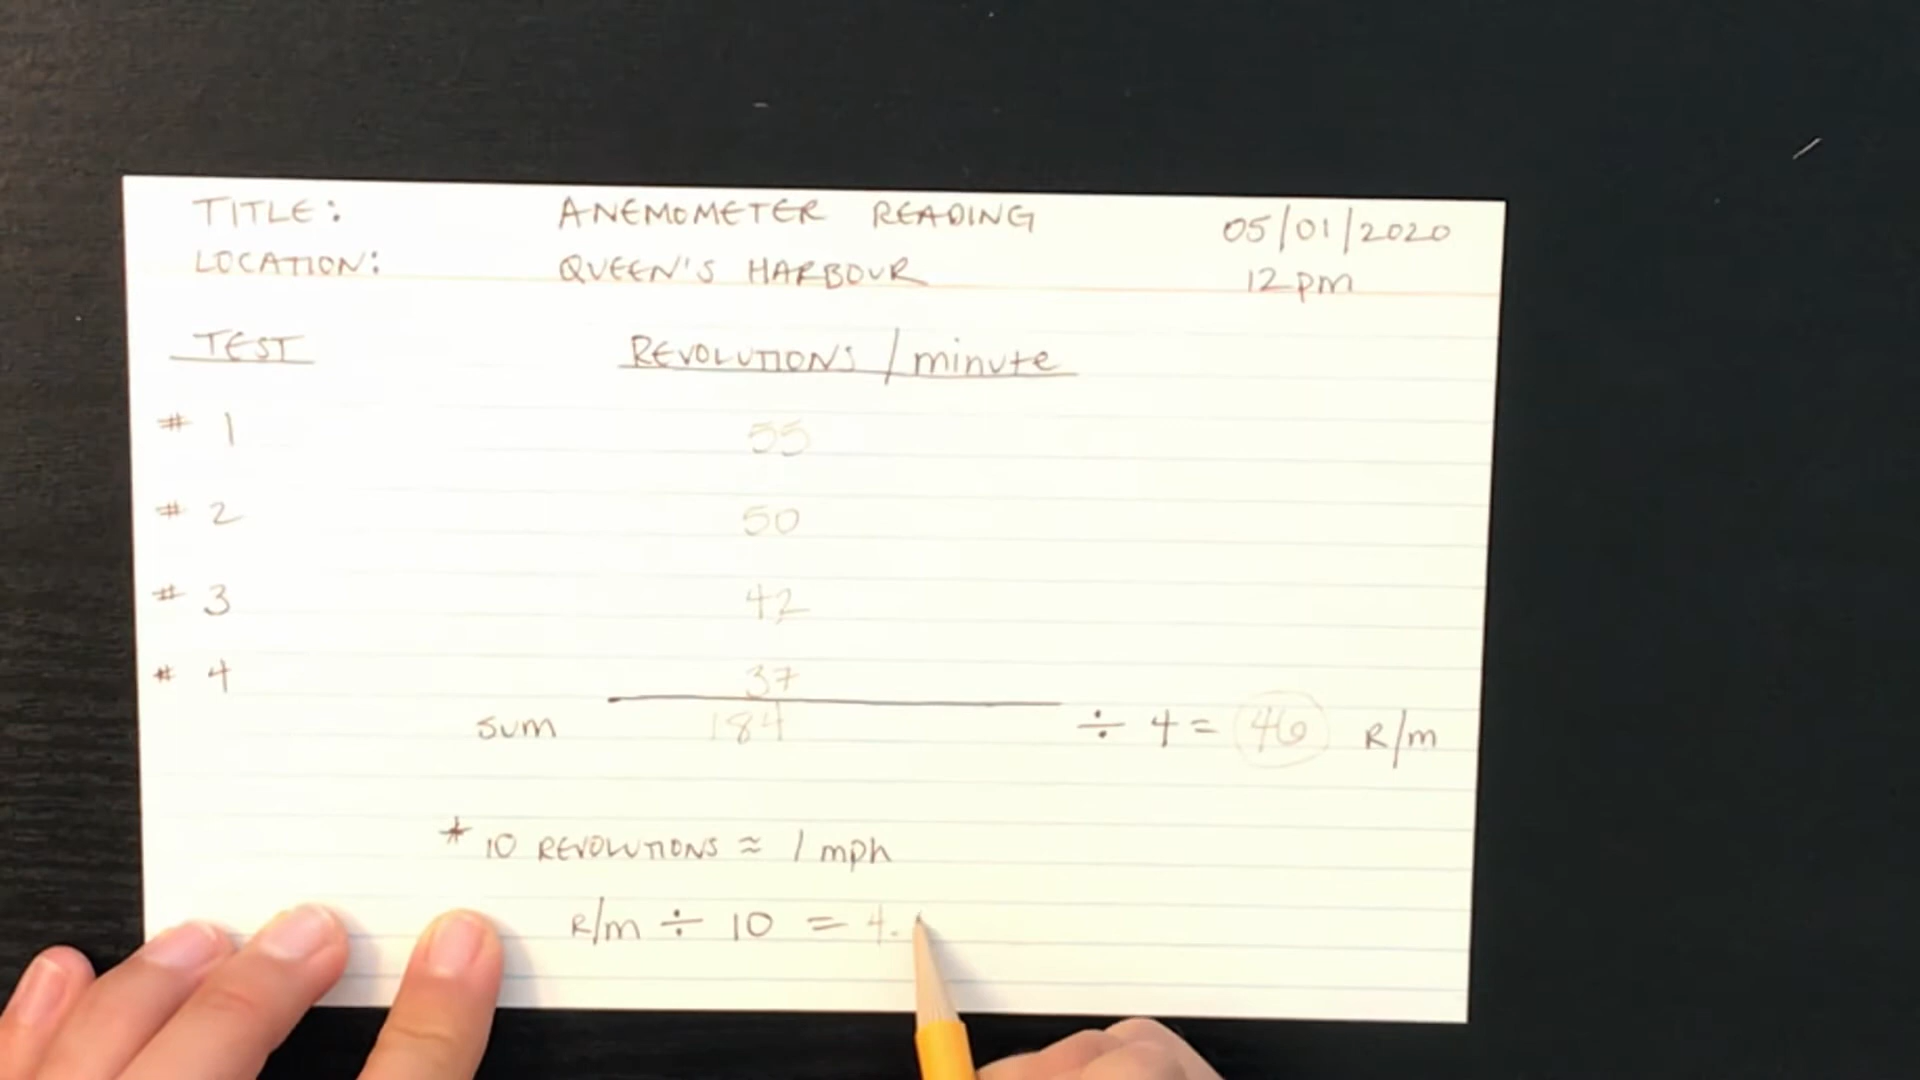 TITLE: ANEMOMETER READING 05/01/2020
LOCATION: QUEEN'S HARBOUR 12pm
TEST REVOLUTIONS/minute
# 1 55
# 2 50
# 3 42
# 4 37
sum 184 ÷ 4 = 46 R/m
* 10 REVOLUTIONS ≈ 1 mph
R/m ÷ 10 = 4.